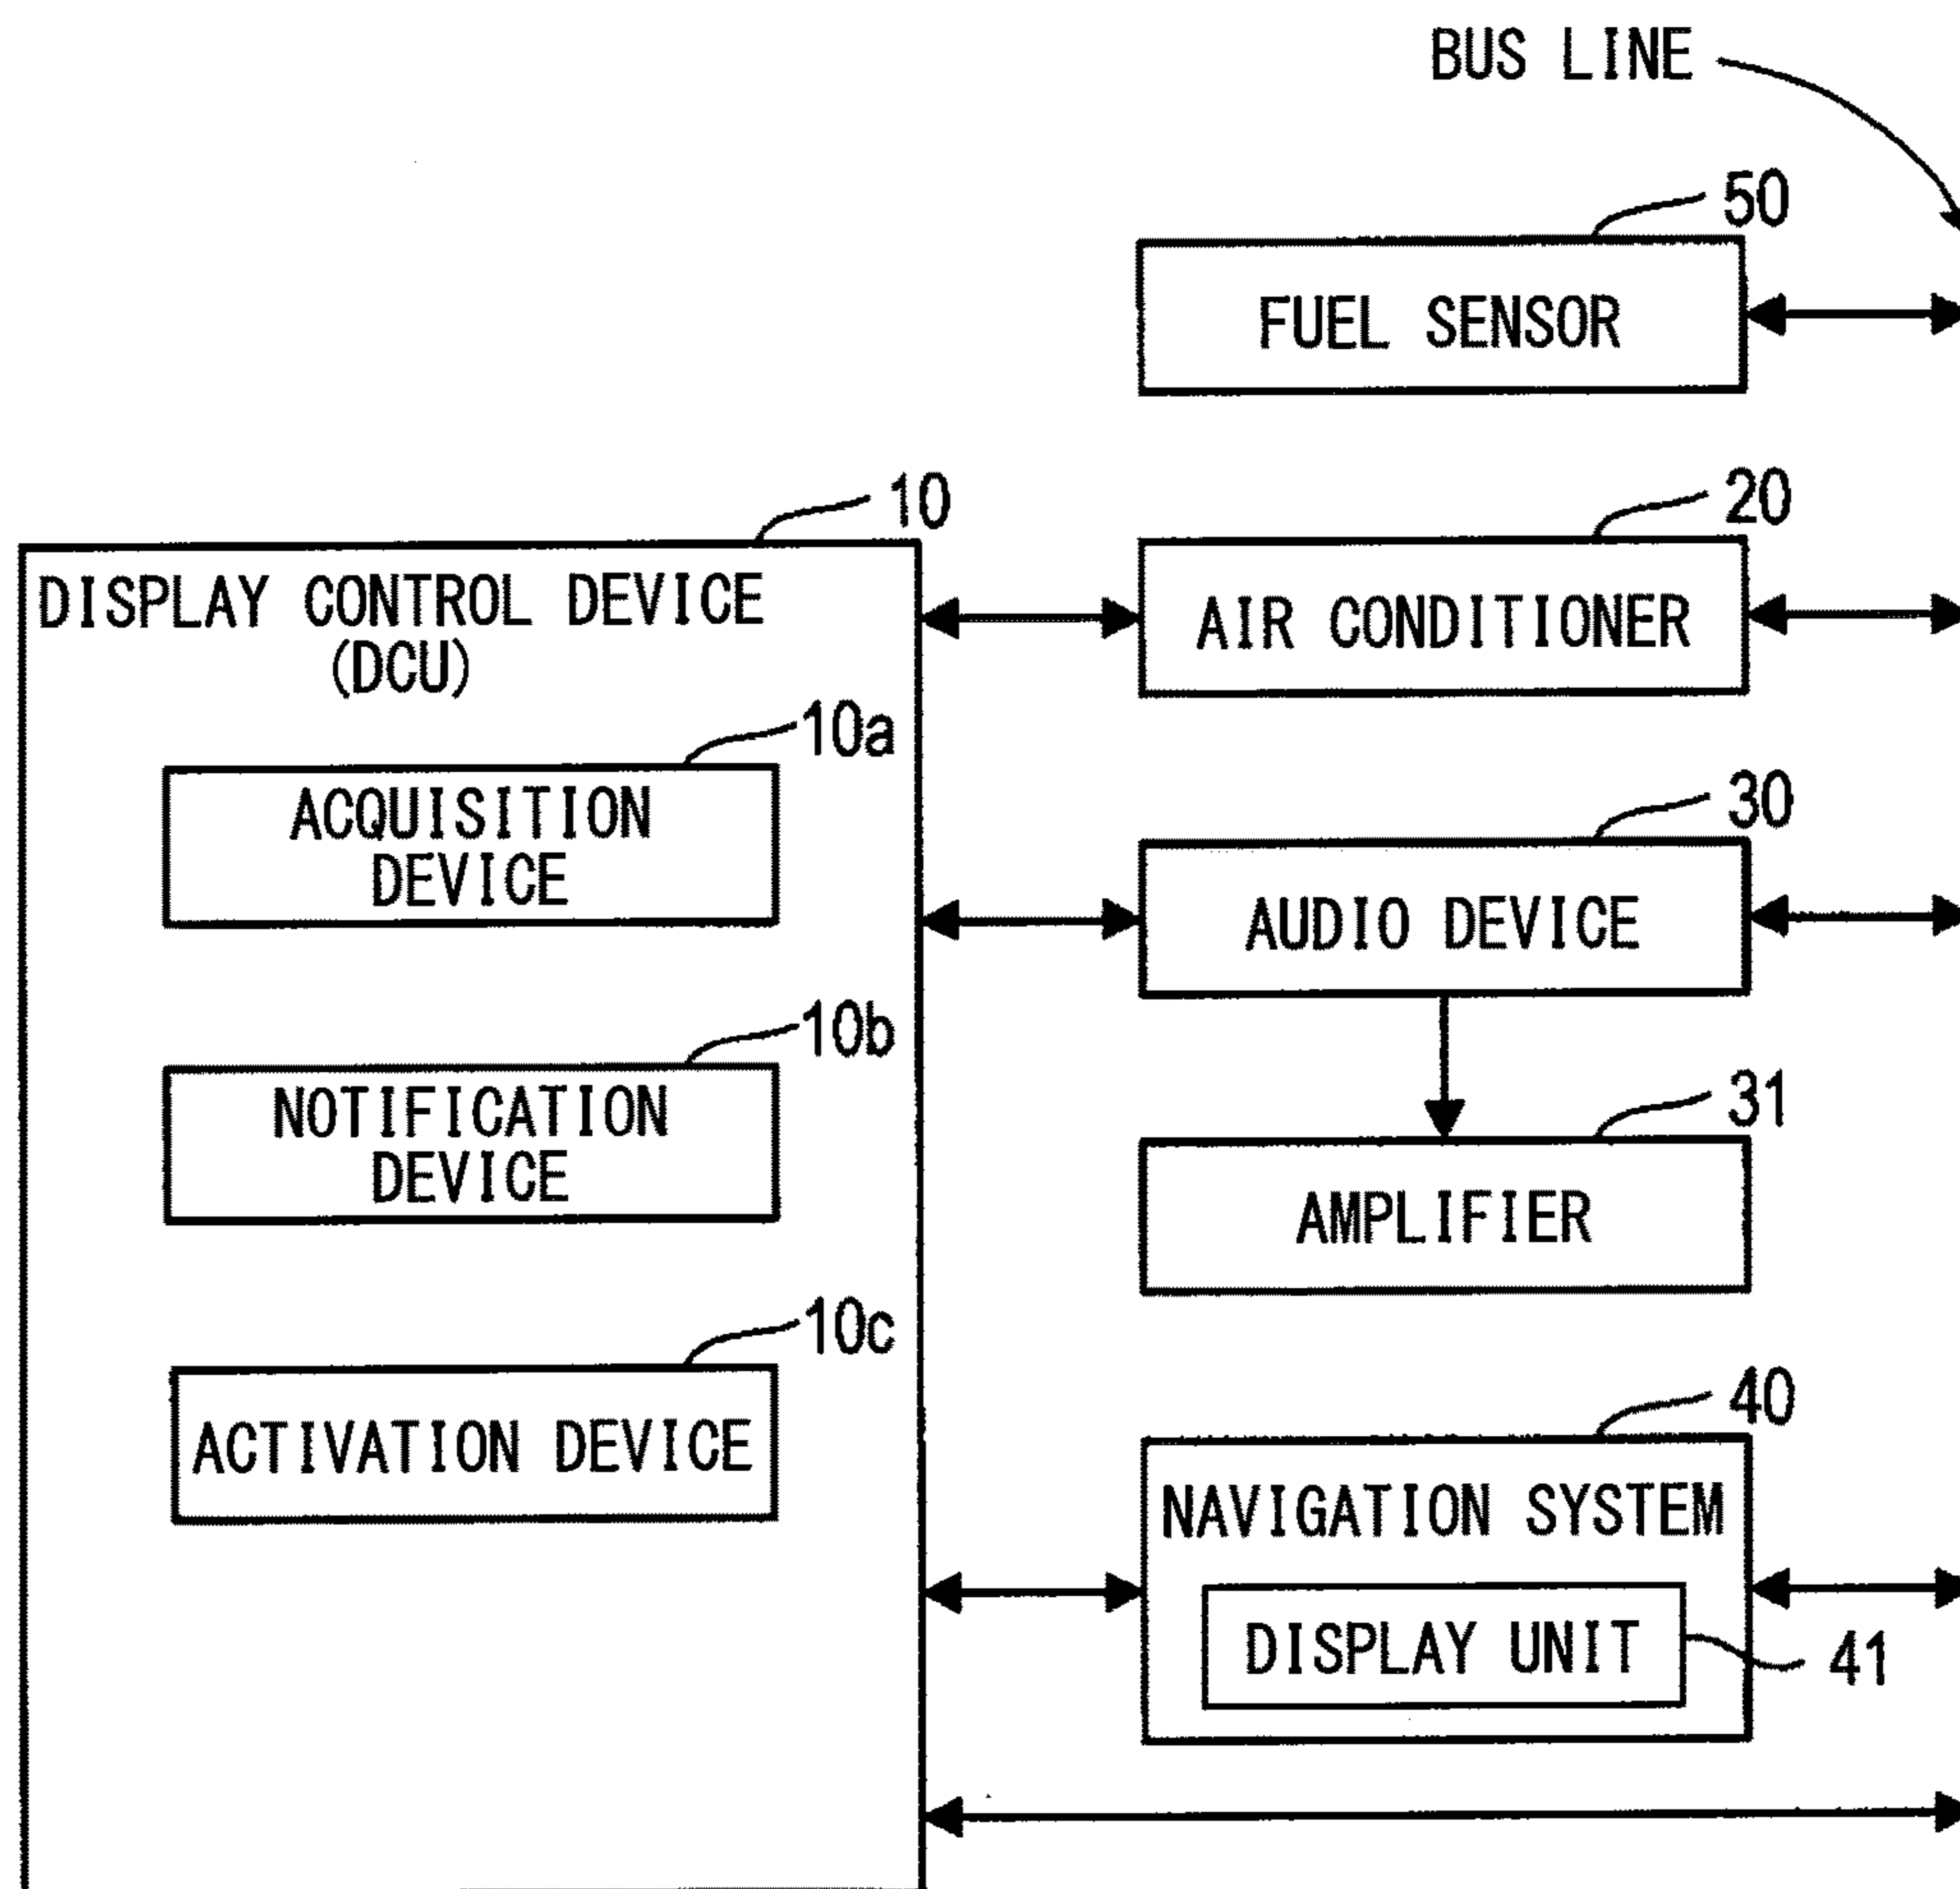 BUS LINE
50
FUEL SENSOR
10
20
DISPLAY CONTROL DEVICE
(DCU)
AIR CONDITIONER
10a
ACQUISITION
DEVICE
30
AUDIO DEVICE
10b
NOTIFICATION
DEVICE
31
AMPLIFIER
10c
ACTIVATION DEVICE
40
NAVIGATION SYSTEM
DISPLAY UNIT
41